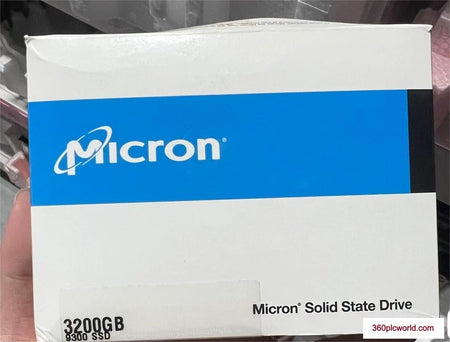 Micron®
Micron® Solid State Drive
3200GB
9300 SSD
360plcworld.com